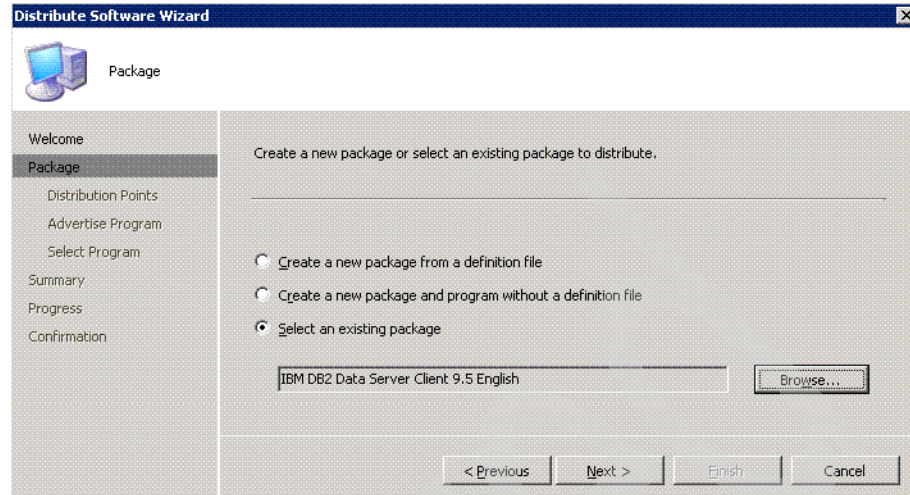 Distribute Software Wizard
Package
Welcome
Package
Distribution Points
Advertise Program
Select Program
Summary
Progress
Confirmation
Create a new package or select an existing package to distribute.
Create a new package from a definition file
Create a new package and program without a definition file
Select an existing package
IBM DB2 Data Server Client 9.5 English
Browse...
< Previous
Next >
Finish
Cancel